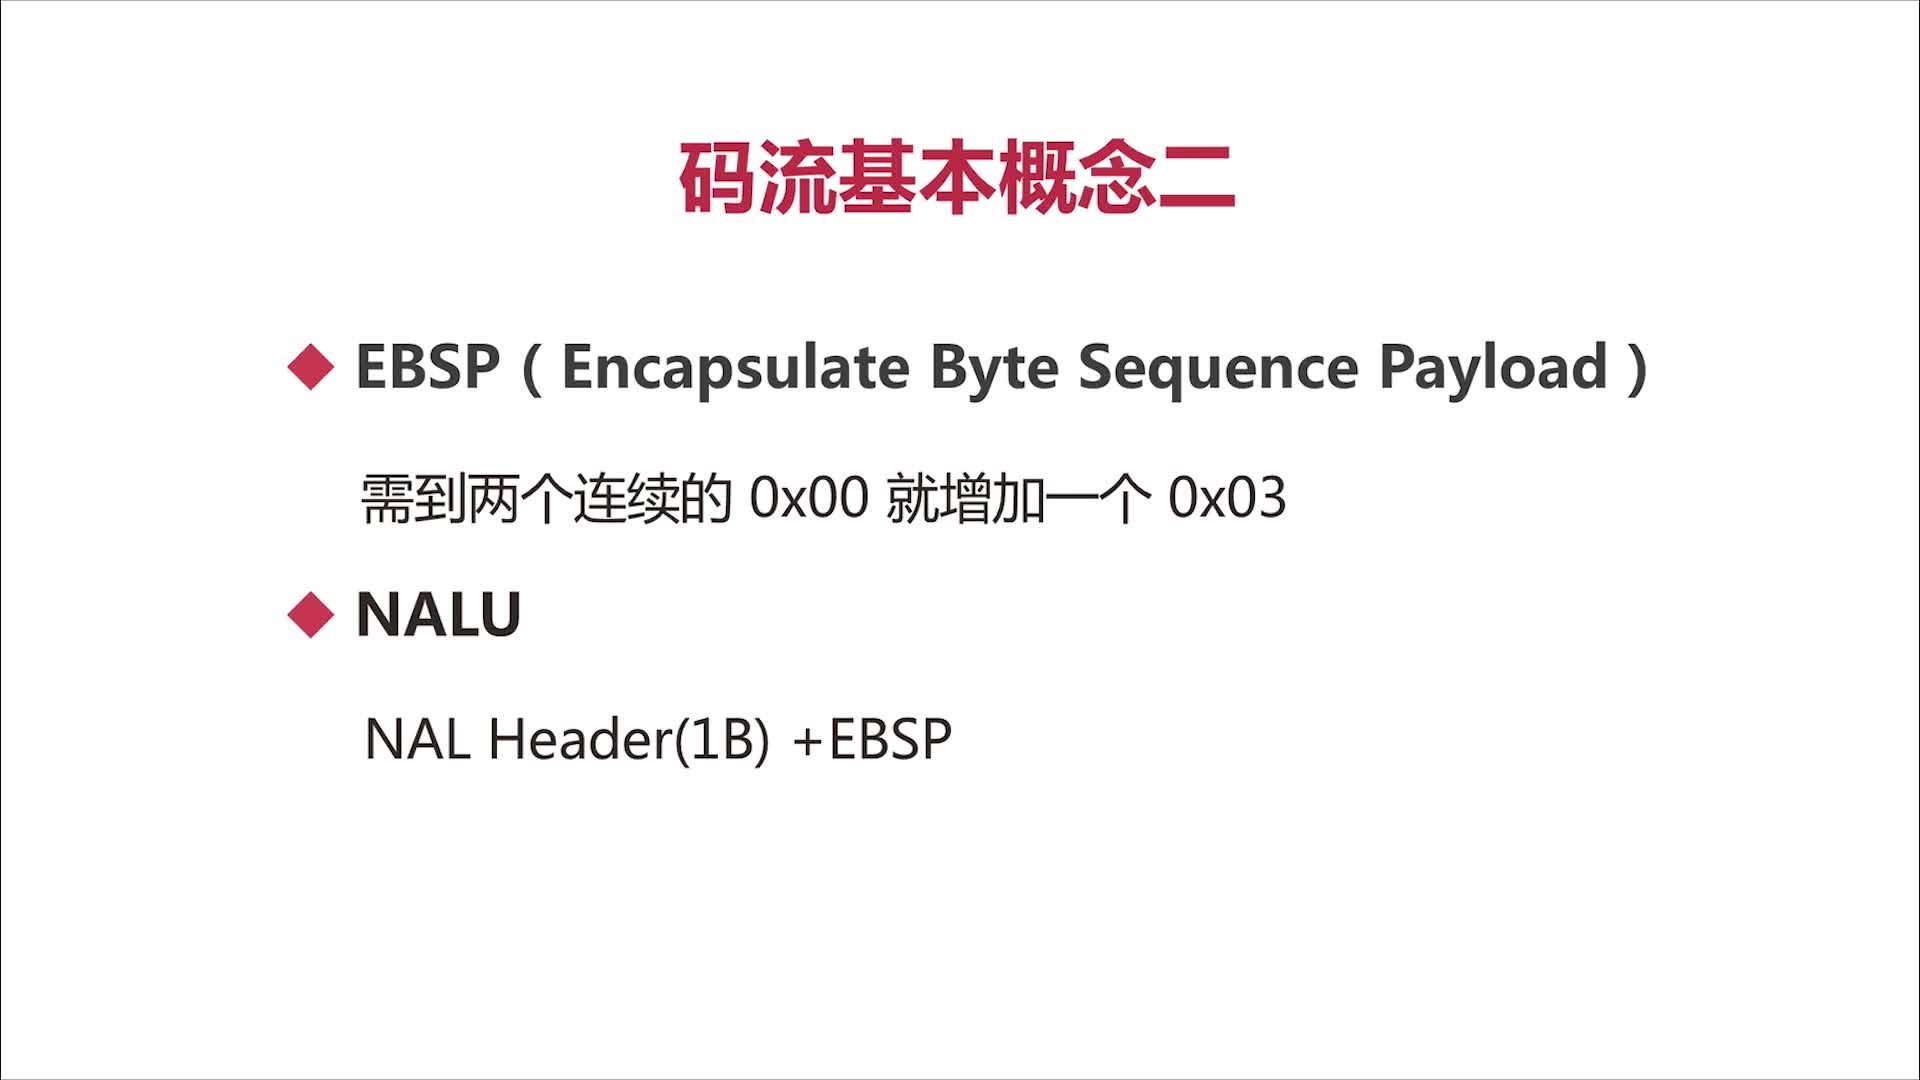 码流基本概念二
EBSP（Encapsulate Byte Sequence Payload）
需到两个连续的 0x00 就增加一个 0x03
NALU
NAL Header(1B) +EBSP